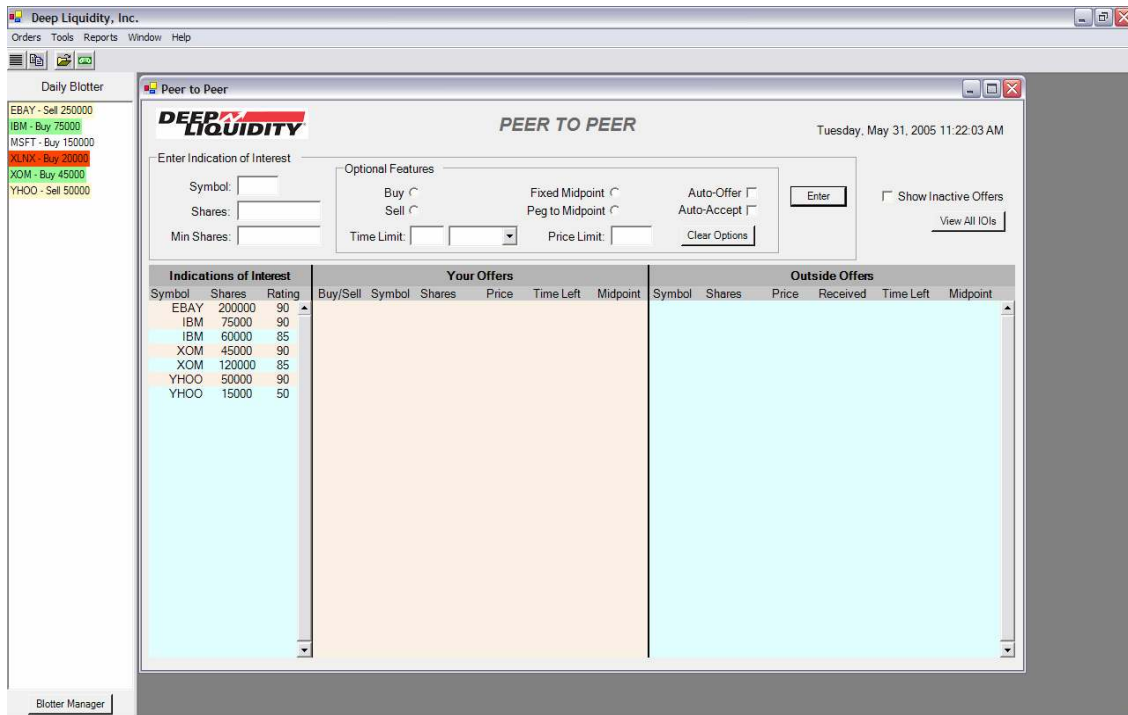 Deep Liquidity, Inc.
Orders Tools Reports Window Help
Daily Blotter
EBAY - Sell 250000
IBM - Buy 75000
MSFT - Buy 150000
XLNX - Buy 20000
XOM - Buy 45000
YHOO - Sell 50000
Blotter Manager
Peer to Peer
DEEP LIQUIDITY
PEER TO PEER
Tuesday, May 31, 2005 11:22:03 AM
Enter Indication of Interest
Symbol:
Shares:
Min Shares:
Optional Features
Buy Fixed Midpoint Auto-Offer
Sell Peg to Midpoint Auto-Accept
Time Limit: Price Limit: Clear Options
Enter
Show Inactive Offers
View All IOIs
Indications of Interest Your Offers Outside Offers
Symbol Shares Rating Buy/Sell Symbol Shares Price Time Left Midpoint Symbol Shares Price Received Time Left Midpoint
EBAY 200000 90
IBM 75000 90
IBM 60000 85
XOM 45000 90
XOM 120000 85
YHOO 50000 90
YHOO 15000 50